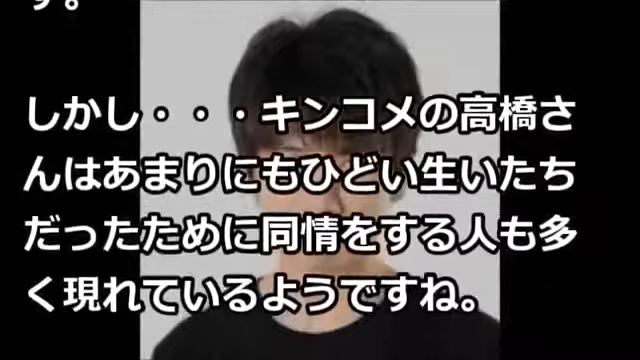 す。
しかし・・・キンコメの高橋さ
んはあまりにもひどい生いたち
だったために同情をする人も多
く現れているようですね。